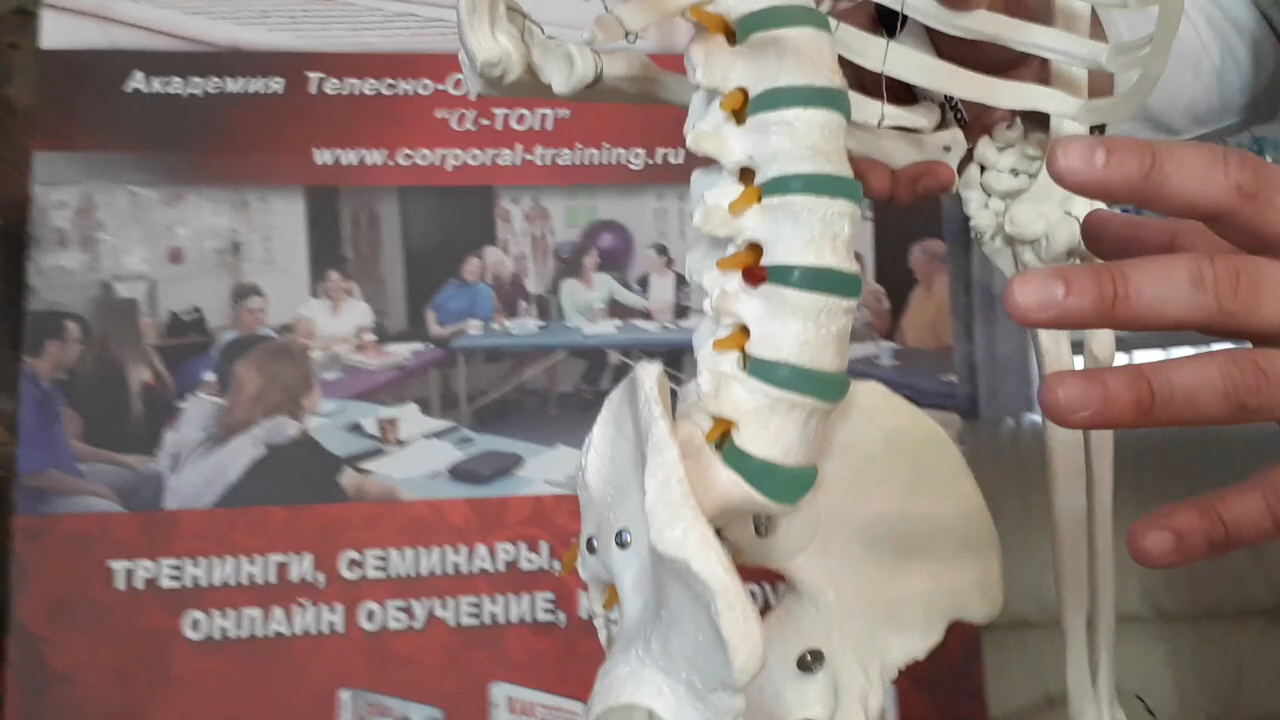 Академия Телесно-О
“α-ТОП”
www.corporal-training.ru
ТРЕНИНГИ, СЕМИНАРЫ,
ОНЛАЙН ОБУЧЕНИЕ,